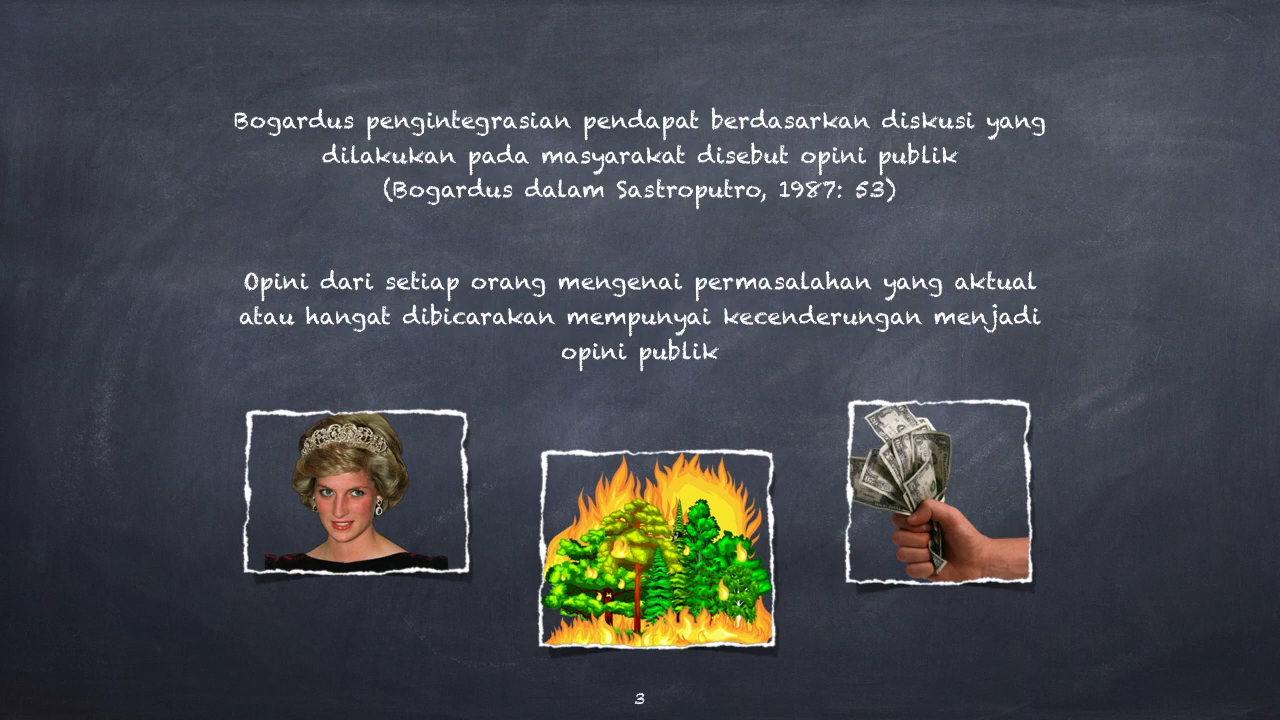 Bogardus pengintegrasian pendapat berdasarkan diskusi yang
dilakukan pada masyarakat disebut opini publik
(Bogardus dalam Sastroputro, 1987: 53)
Opini dari setiap orang mengenai permasalahan yang aktual
atau hangat dibicarakan mempunyai kecenderungan menjadi
opini publik
3